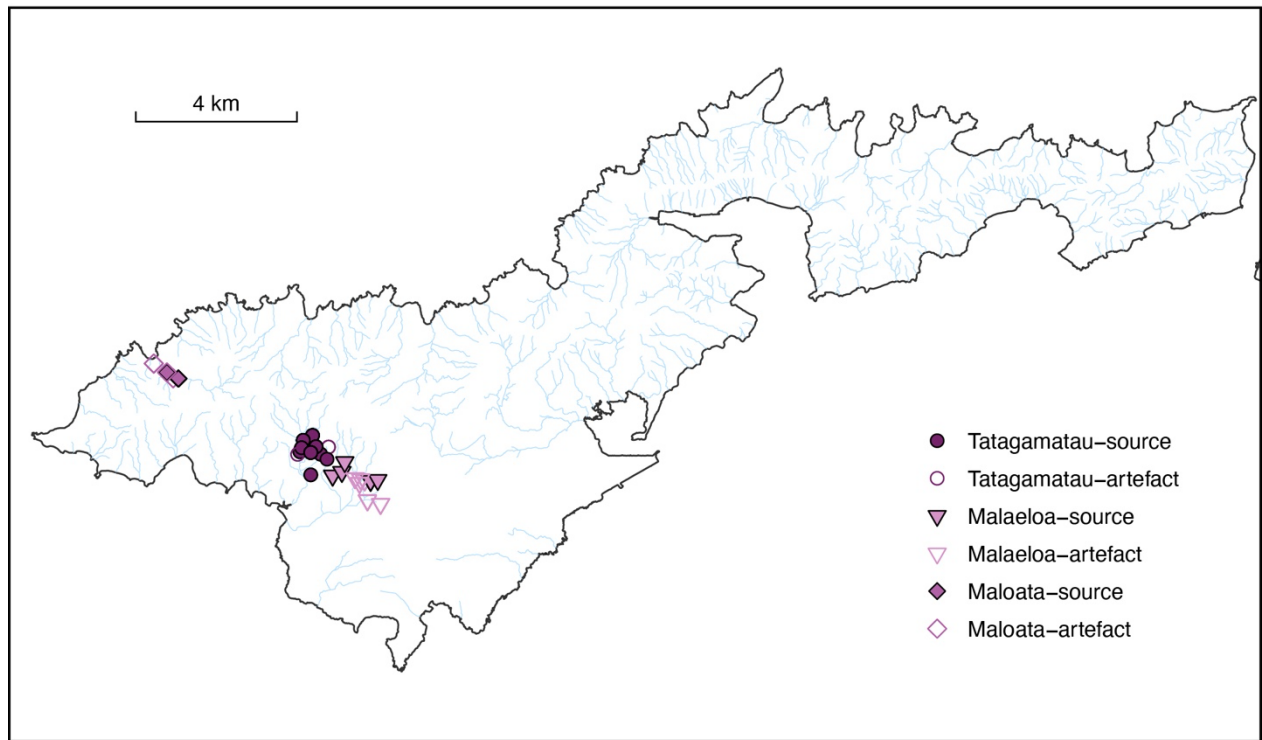 4 km
Tatagamatau–source
Tatagamatau–artefact
Malaeloa–source
Malaeloa–artefact
Maloata–source
Maloata–artefact